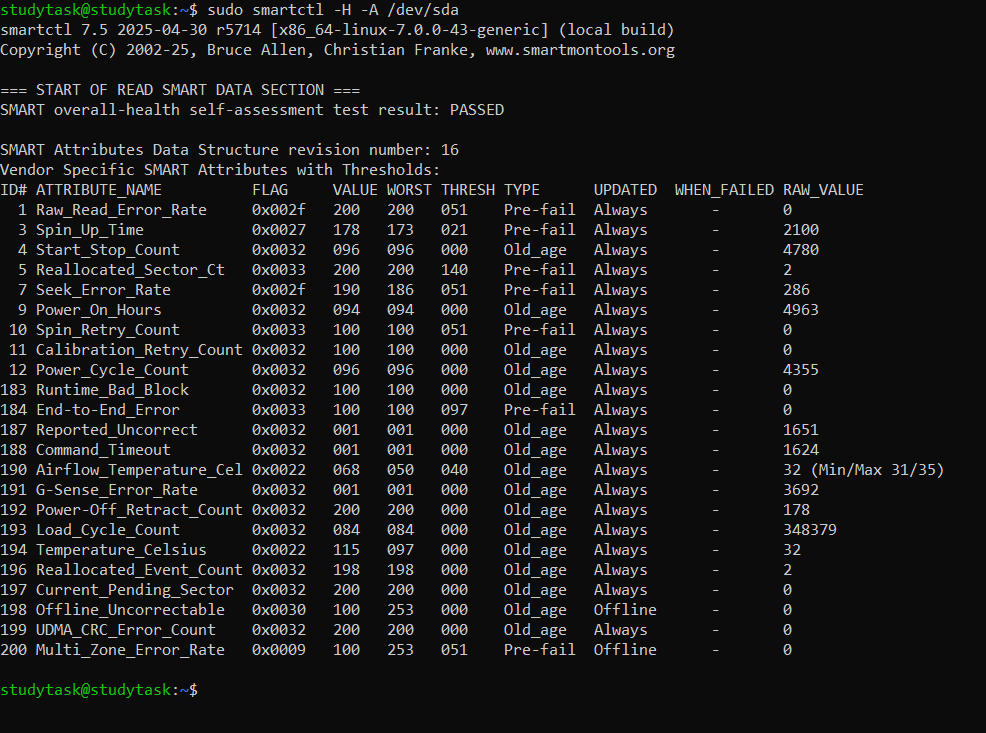 studytask@studytask:~$ sudo smartctl -H -A /dev/sda
smartctl 7.5 2025-04-30 r5714 [x86_64-linux-7.0.0-43-generic] (local build)
Copyright (C) 2002-25, Bruce Allen, Christian Franke, www.smartmontools.org

=== START OF READ SMART DATA SECTION ===
SMART overall-health self-assessment test result: PASSED

SMART Attributes Data Structure revision number: 16
Vendor Specific SMART Attributes with Thresholds:
ID# ATTRIBUTE_NAME          FLAG     VALUE WORST THRESH TYPE      UPDATED  WHEN_FAILED RAW_VALUE
  1 Raw_Read_Error_Rate     0x002f   200   200   051    Pre-fail  Always       -       0
  3 Spin_Up_Time            0x0027   178   173   021    Pre-fail  Always       -       2100
  4 Start_Stop_Count        0x0032   096   096   000    Old_age   Always       -       4780
  5 Reallocated_Sector_Ct   0x0033   200   200   140    Pre-fail  Always       -       2
  7 Seek_Error_Rate         0x002f   190   186   051    Pre-fail  Always       -       286
  9 Power_On_Hours          0x0032   094   094   000    Old_age   Always       -       4963
 10 Spin_Retry_Count        0x0033   100   100   051    Pre-fail  Always       -       0
 11 Calibration_Retry_Count 0x0032   100   100   000    Old_age   Always       -       0
 12 Power_Cycle_Count       0x0032   096   096   000    Old_age   Always       -       4355
183 Runtime_Bad_Block       0x0032   100   100   000    Old_age   Always       -       0
184 End-to-End_Error        0x0033   100   100   097    Pre-fail  Always       -       0
187 Reported_Uncorrect      0x0032   001   001   000    Old_age   Always       -       1651
188 Command_Timeout         0x0032   001   001   000    Old_age   Always       -       1624
190 Airflow_Temperature_Cel 0x0022   068   050   040    Old_age   Always       -       32 (Min/Max 31/35)
191 G-Sense_Error_Rate      0x0032   001   001   000    Old_age   Always       -       3692
192 Power-Off_Retract_Count 0x0032   200   200   000    Old_age   Always       -       178
193 Load_Cycle_Count        0x0032   084   084   000    Old_age   Always       -       348379
194 Temperature_Celsius     0x0022   115   097   000    Old_age   Always       -       32
196 Reallocated_Event_Count 0x0032   198   198   000    Old_age   Always       -       2
197 Current_Pending_Sector  0x0032   200   200   000    Old_age   Always       -       0
198 Offline_Uncorrectable   0x0030   100   253   000    Old_age   Offline      -       0
199 UDMA_CRC_Error_Count    0x0032   200   200   000    Old_age   Always       -       0
200 Multi_Zone_Error_Rate   0x0009   100   253   051    Pre-fail  Offline      -       0

studytask@studytask:~$